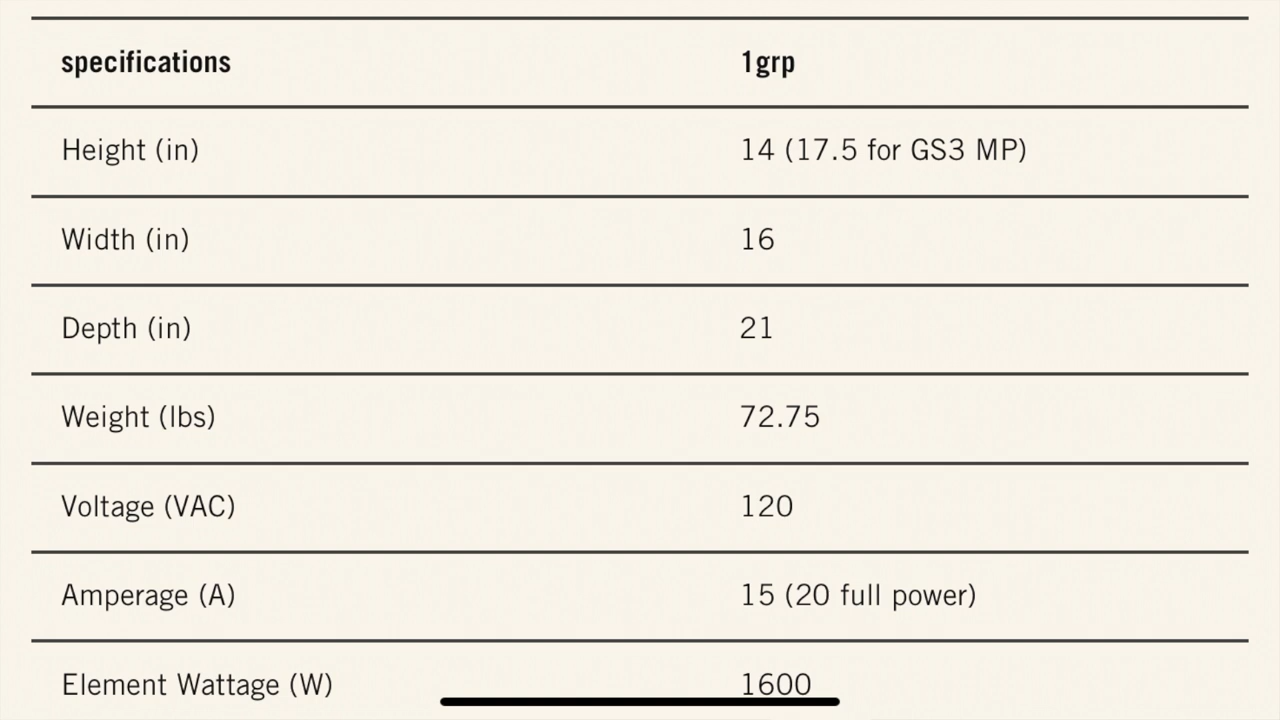 specifications 1grp
Height (in) 14 (17.5 for GS3 MP)
Width (in) 16
Depth (in) 21
Weight (lbs) 72.75
Voltage (VAC) 120
Amperage (A) 15 (20 full power)
Element Wattage (W) 1600